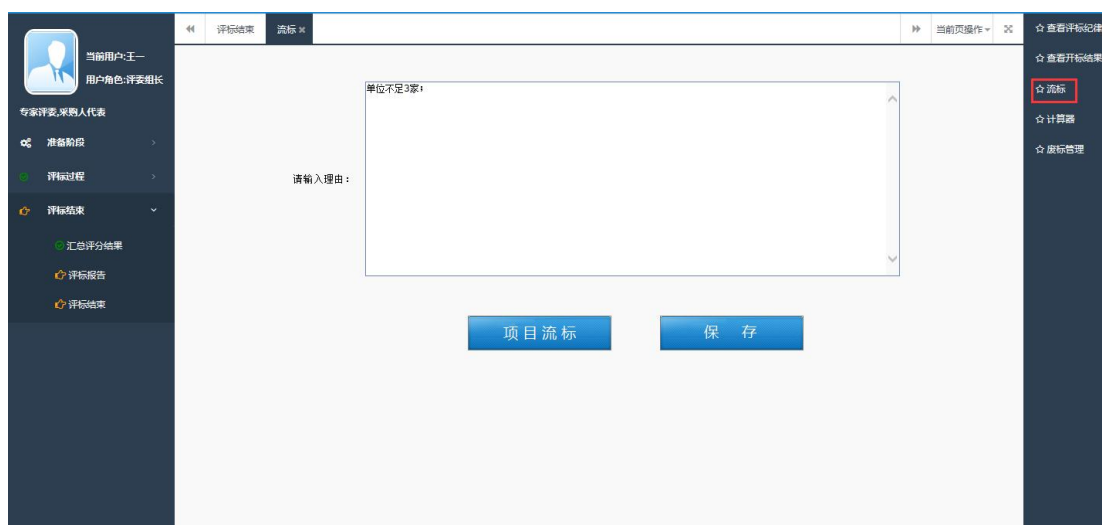 当前用户:王一
用户角色:评委组长
专家评委,采购人代表
准备阶段
评标过程
评标结束
汇总评分结果
评标报告
评标结束
评标结束
流标
当前页操作
请输入理由：
单位不足3家;
项目流标
保 存
查看评标纪律
查看开标结果
流标
计算器
废标管理